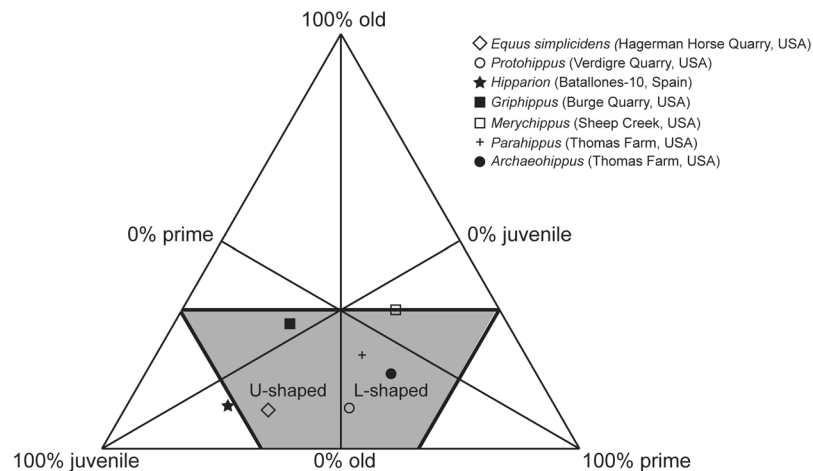 100% old
Equus simplicidens (Hagerman Horse Quarry, USA)
Protohippus (Verdigre Quarry, USA)
Hipparion (Batallones-10, Spain)
Griphippus (Burge Quarry, USA)
Merychippus (Sheep Creek, USA)
Parahippus (Thomas Farm, USA)
Archaeohippus (Thomas Farm, USA)
0% prime
0% juvenile
U-shaped
L-shaped
100% juvenile
0% old
100% prime